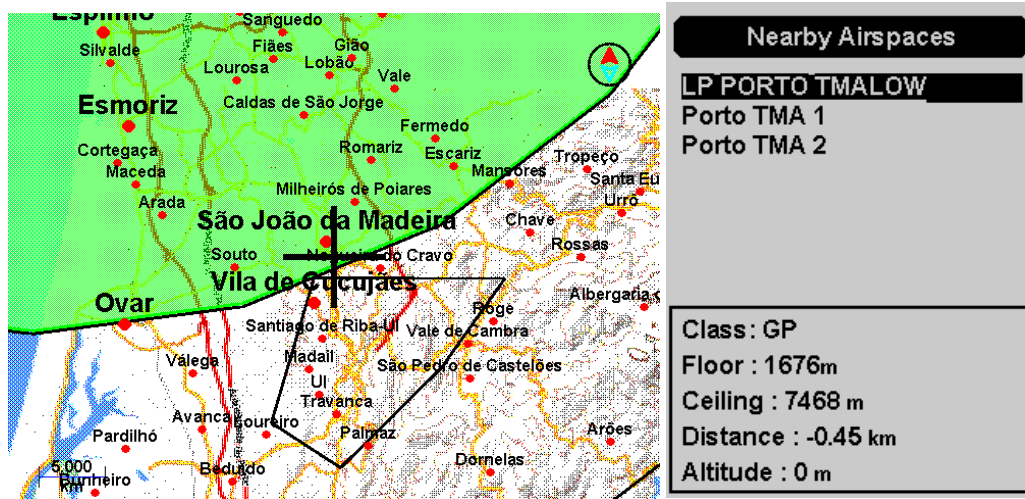 Espinho
Sanguedo
Silvalde
Fiães
Gião
Lourosa
Lobão
Vale
Esmoriz
Caldas de São Jorge
Fermedo
Cortegaça
Romariz
Escariz
Tropeço
Maceda
Mansores
Santa Eu
Milheirós de Poiares
Arada
Urrô
São João da Madeira
Chave
Souto
Nogueira do Cravo
Rossas
Vila de Cucujães
Ovar
Albergaria
Roge
Santiago de Riba-Ul
Vale de Cambra
Válega
Madail
São Pedro de Castelões
Ul
Travanca
Avanca
Loureiro
Palmaz
Arões
Pardilhó
Beduido
Dornelas
5,000
km
Bunheiro
Nearby Airspaces
LP PORTO TMALOW
Porto TMA 1
Porto TMA 2
Class: GP
Floor : 1676m
Ceiling : 7468 m
Distance : -0.45 km
Altitude : 0 m